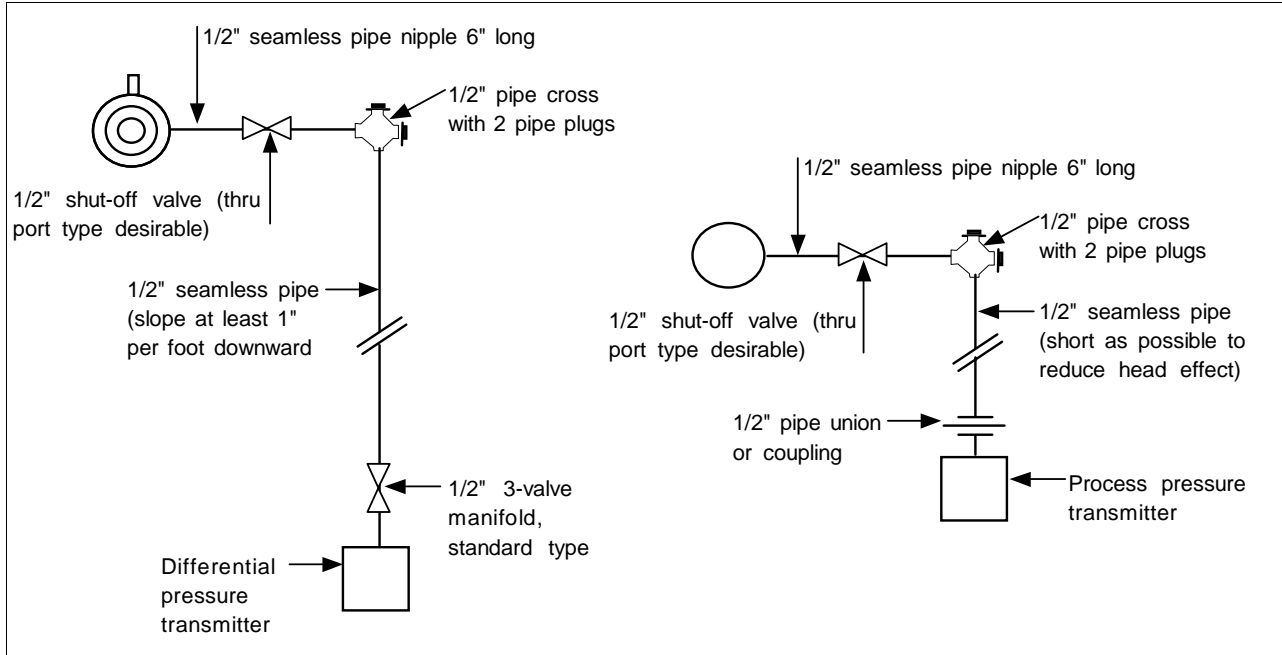 1/2" seamless pipe nipple 6" long
1/2" pipe cross
with 2 pipe plugs
1/2" shut-off valve (thru
port type desirable)
1/2" seamless pipe
(slope at least 1"
per foot downward
1/2" 3-valve
manifold,
standard type
Differential
pressure
transmitter
1/2" seamless pipe nipple 6" long
1/2" pipe cross
with 2 pipe plugs
1/2" shut-off valve (thru
port type desirable)
1/2" seamless pipe
(short as possible to
reduce head effect)
1/2" pipe union
or coupling
Process pressure
transmitter